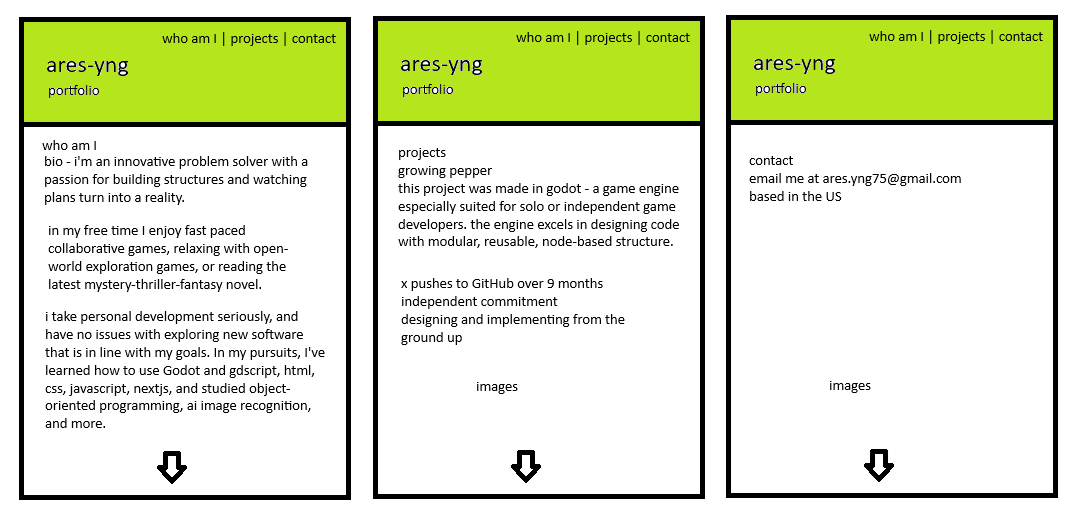 who am I | projects | contact
ares-yng
portfolio
who am I
bio - i'm an innovative problem solver with a
passion for building structures and watching
plans turn into a reality.
in my free time I enjoy fast paced
collaborative games, relaxing with open-
world exploration games, or reading the
latest mystery-thriller-fantasy novel.
i take personal development seriously, and
have no issues with exploring new software
that is in line with my goals. In my pursuits, I've
learned how to use Godot and gdscript, html,
css, javascript, nextjs, and studied object-
oriented programming, ai image recognition,
and more.
who am I | projects | contact
ares-yng
portfolio
projects
growing pepper
this project was made in godot - a game engine
especially suited for solo or independent game
developers. the engine excels in designing code
with modular, reusable, node-based structure.
x pushes to GitHub over 9 months
independent commitment
designing and implementing from the
ground up
images
who am I | projects | contact
ares-yng
portfolio
contact
email me at ares.yng75@gmail.com
based in the US
images